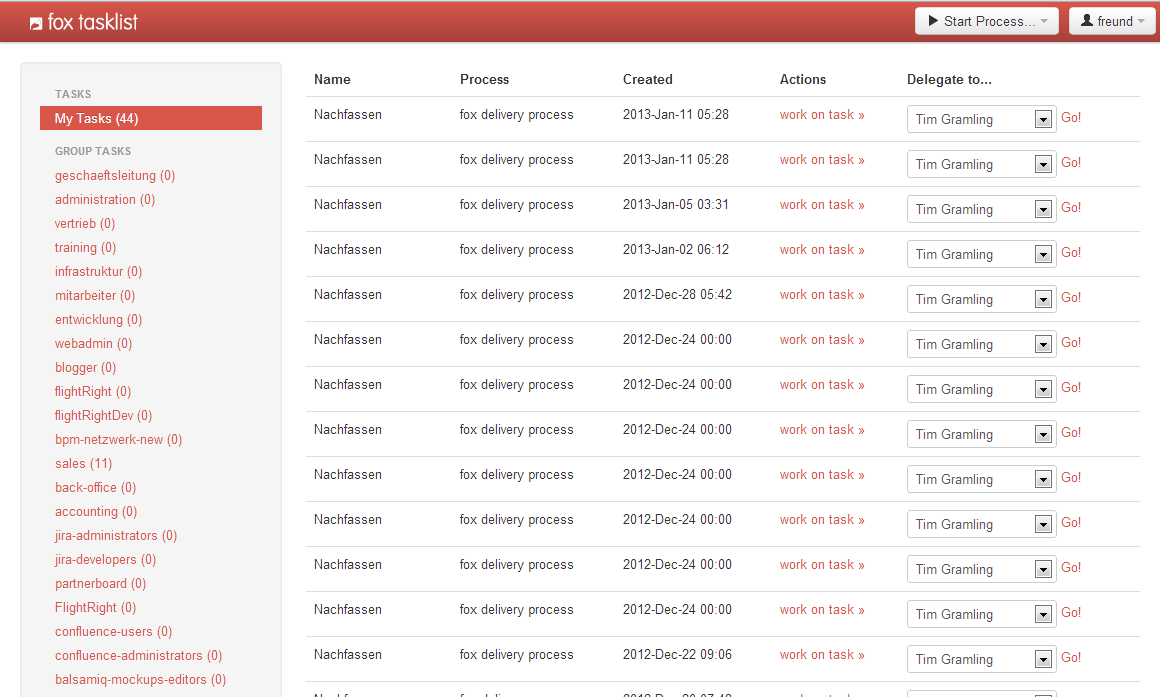 fox tasklist
Start Process... freund
TASKS
My Tasks (44)
GROUP TASKS
geschaeftsleitung (0)
administration (0)
vertrieb (0)
training (0)
infrastruktur (0)
mitarbeiter (0)
entwicklung (0)
webadmin (0)
blogger (0)
flightRight (0)
flightRightDev (0)
bpm-netzwerk-new (0)
sales (11)
back-office (0)
accounting (0)
jira-administrators (0)
jira-developers (0)
partnerboard (0)
FlightRight (0)
confluence-users (0)
confluence-administrators (0)
balsamiq-mockups-editors (0)
Name Process Created Actions Delegate to...
Nachfassen fox delivery process 2013-Jan-11 05:28 work on task » Tim Gramling Go!
Nachfassen fox delivery process 2013-Jan-11 05:28 work on task » Tim Gramling Go!
Nachfassen fox delivery process 2013-Jan-05 03:31 work on task » Tim Gramling Go!
Nachfassen fox delivery process 2013-Jan-02 06:12 work on task » Tim Gramling Go!
Nachfassen fox delivery process 2012-Dec-28 05:42 work on task » Tim Gramling Go!
Nachfassen fox delivery process 2012-Dec-24 00:00 work on task » Tim Gramling Go!
Nachfassen fox delivery process 2012-Dec-24 00:00 work on task » Tim Gramling Go!
Nachfassen fox delivery process 2012-Dec-24 00:00 work on task » Tim Gramling Go!
Nachfassen fox delivery process 2012-Dec-24 00:00 work on task » Tim Gramling Go!
Nachfassen fox delivery process 2012-Dec-24 00:00 work on task » Tim Gramling Go!
Nachfassen fox delivery process 2012-Dec-24 00:00 work on task » Tim Gramling Go!
Nachfassen fox delivery process 2012-Dec-24 00:00 work on task » Tim Gramling Go!
Nachfassen fox delivery process 2012-Dec-22 09:06 work on task » Tim Gramling Go!